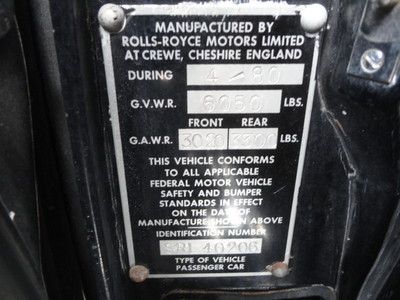 MANUFACTURED BY
ROLLS-ROYCE MOTORS LIMITED
AT CREWE, CHESHIRE ENGLAND
DURING 4/80
G.V.W.R. 6050 LBS.
FRONT REAR
G.A.W.R. 3020 3300 LBS.
THIS VEHICLE CONFORMS
TO ALL APPLICABLE
FEDERAL MOTOR VEHICLE
SAFETY AND BUMPER
STANDARDS IN EFFECT
ON THE DATE OF
MANUFACTURE SHOWN ABOVE
IDENTIFICATION NUMBER
SRL 40206
TYPE OF VEHICLE
PASSENGER CAR